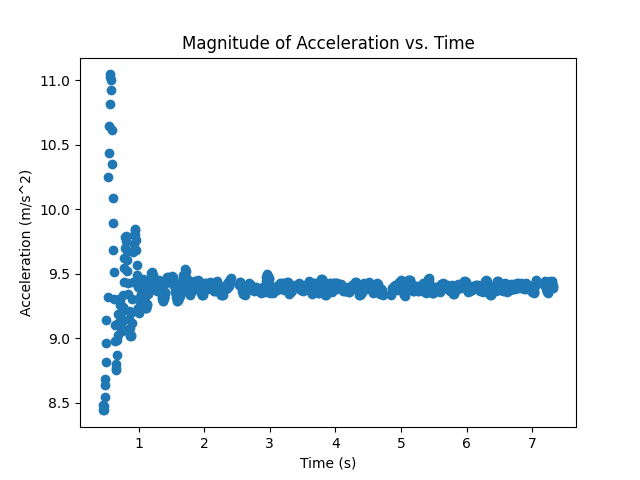 Magnitude of Acceleration vs. Time
11.0
10.5
10.0
9.5
9.0
8.5
Acceleration (m/s^2)
1 2 3 4 5 6 7
Time (s)